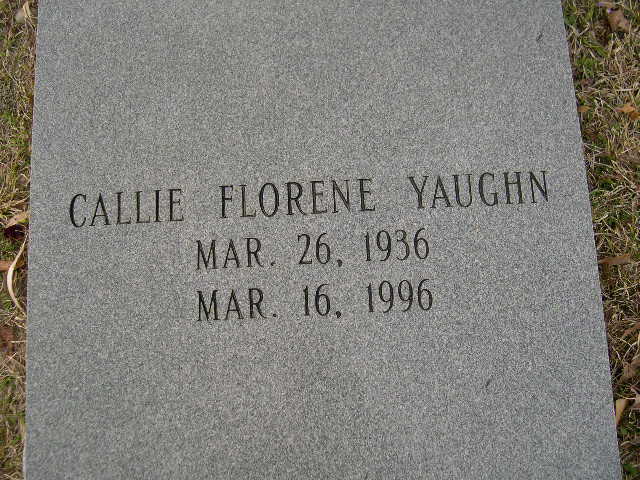 CALLIE FLORENE YAUGHN
MAR. 26, 1936
MAR. 16, 1996